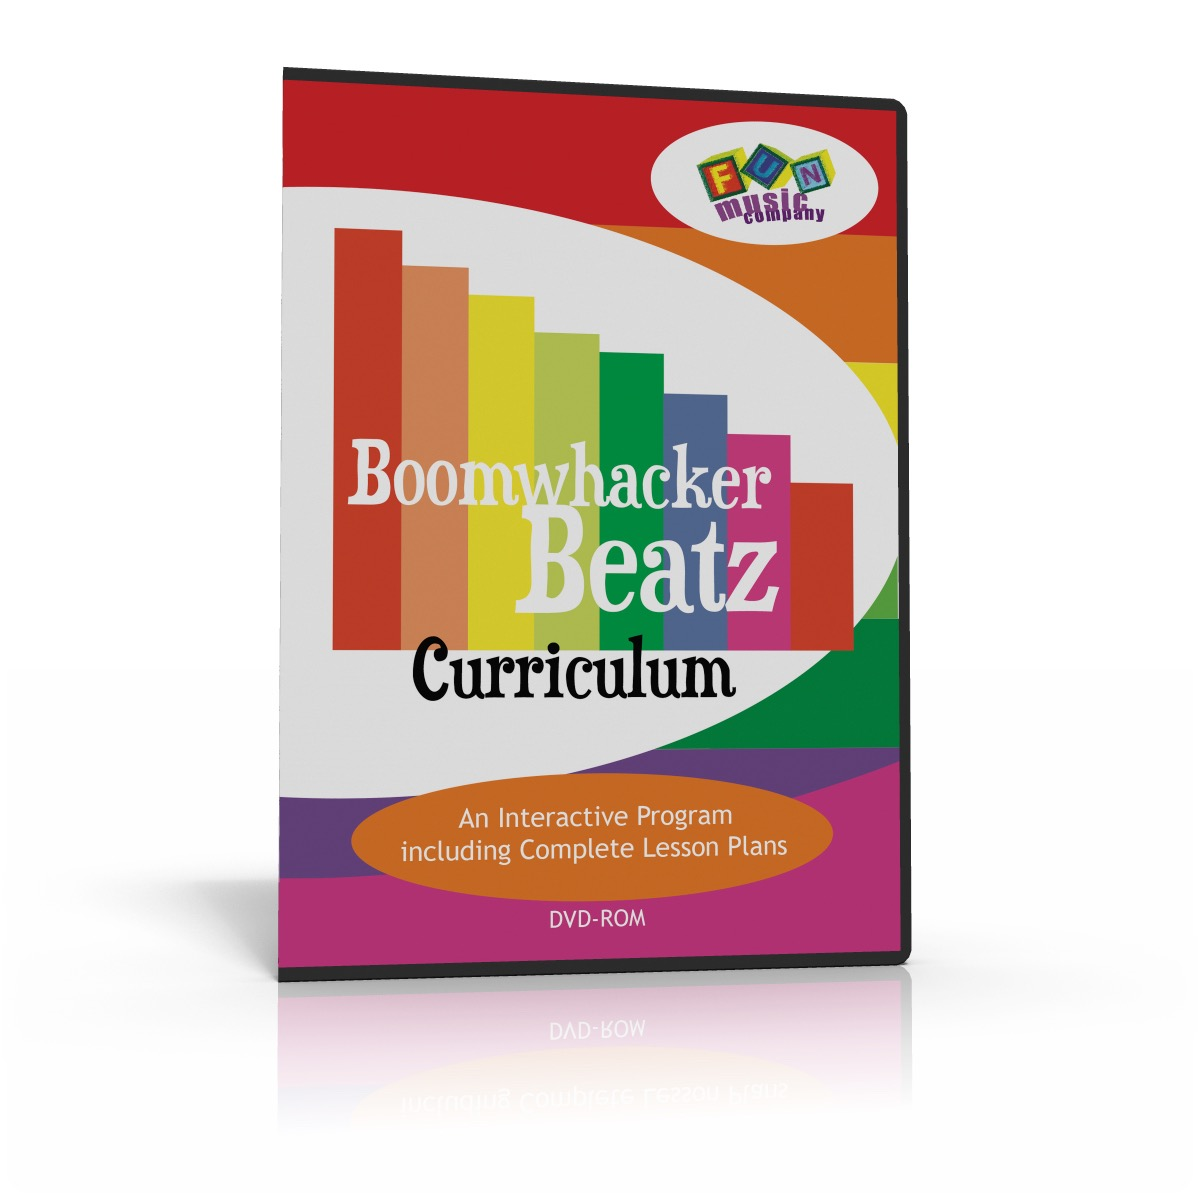 FUN
music
company
Boomwhacker
Beatz
Curriculum
An Interactive Program
including Complete Lesson Plans
DVD-ROM